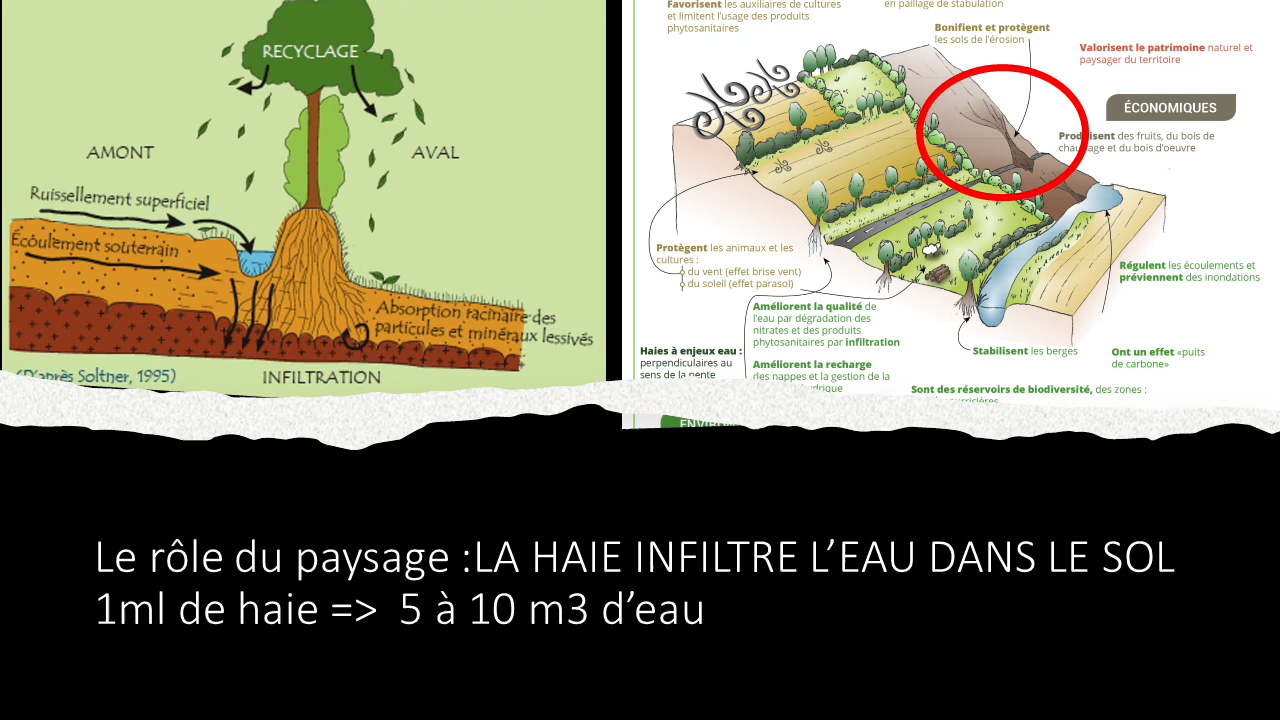 RECYCLAGE
AMONT
AVAL
Ruissellement superficiel
Écoulement souterrain
Absorption racinaire des
particules et minéraux lessivés
(D'après Soltner, 1995)
INFILTRATION
Favorisent les auxiliaires de cultures
et limitent l'usage des produits
phytosanitaires
en paillage de stabulation
Bonifient et protègent
les sols de l'érosion
Valorisent le patrimoine naturel et
paysager du territoire
ÉCONOMIQUES
Produisent des fruits, du bois de
chauffage et du bois d'oeuvre
Protègent les animaux et les
cultures :
du vent (effet brise vent)
du soleil (effet parasol)
Régulent les écoulements et
préviennent des inondations
Améliorent la qualité de
l'eau par dégradation des
nitrates et des produits
phytosanitaires par infiltration
Haies à enjeux eau :
perpendiculaires au
sens de la pente
Améliorent la recharge
des nappes et la gestion de la
Stabilisent les berges
Ont un effet «puits
de carbone»
Sont des réservoirs de biodiversité, des zones :
Le rôle du paysage :LA HAIE INFILTRE L'EAU DANS LE SOL
1ml de haie => 5 à 10 m3 d'eau